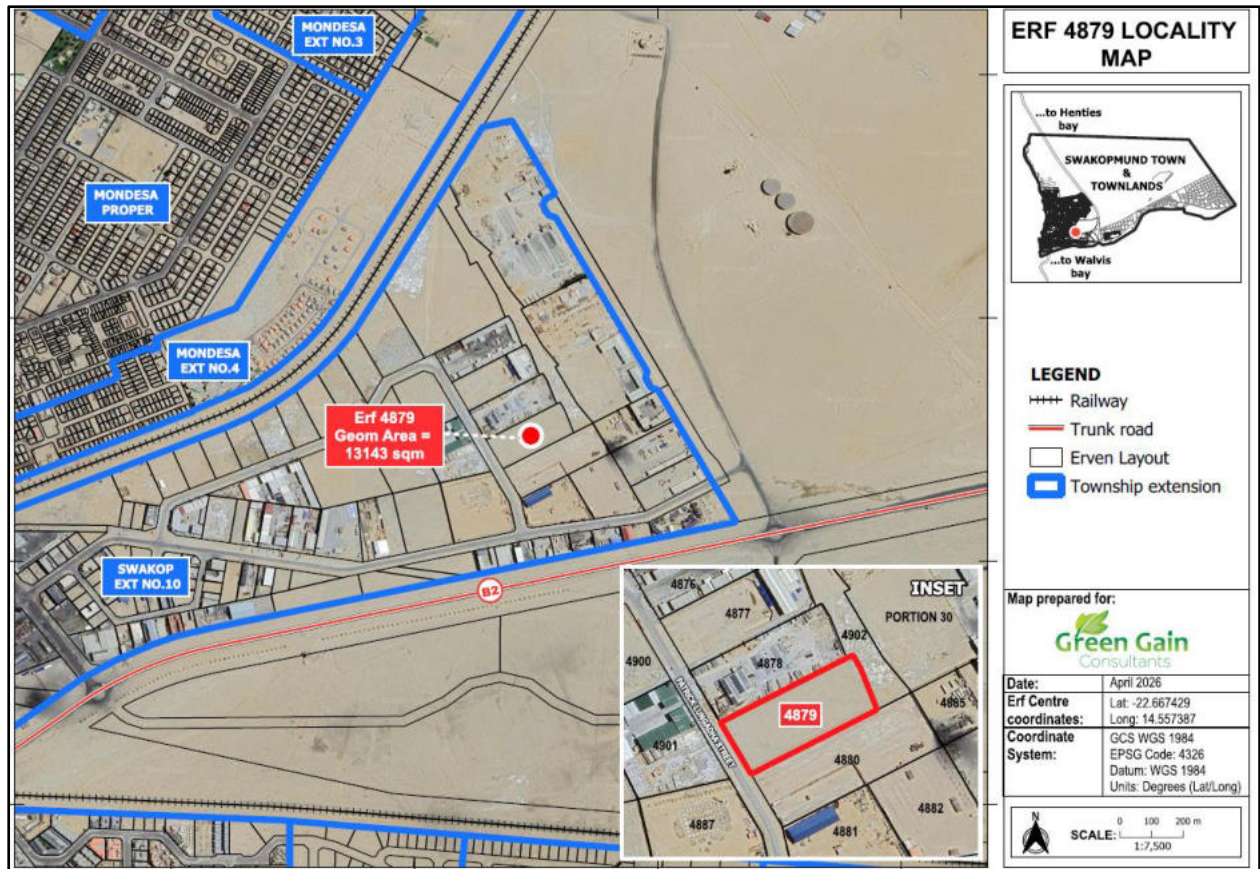 MONDESA
EXT NO.3
MONDESA
PROPER
MONDESA
EXT NO.4
Erf 4879
Geom Area =
13143 sqm
SWAKOP
EXT NO.10
B2
INSET
4876
4877
PORTION 30
4902
4900
4878
4879
4885
4901
4880
4882
4887
4881
STREET
ERF 4879 LOCALITY
MAP
...to Henties
bay
SWAKOPMUND TOWN
&
TOWNLANDS
...to Walvis
bay
LEGEND
Railway
Trunk road
Erven Layout
Township extension
Map prepared for:
Green Gain
Consultants
Date: April 2026
Erf Centre Lat: -22.667429
coordinates: Long: 14.557387
Coordinate GCS WGS 1984
System: EPSG Code: 4326
Datum: WGS 1984
Units: Degrees (Lat/Long)
N
SCALE: 0 100 200 m
1:7,500